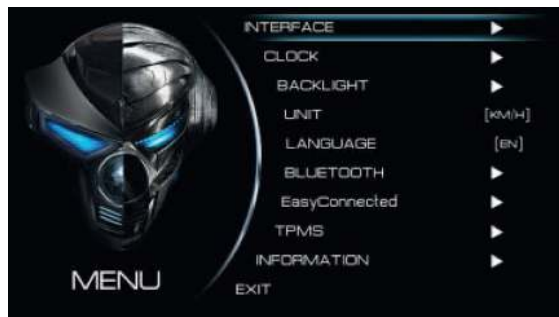 INTERFACE ▶
CLOCK ▶
BACKLIGHT ▶
UNIT [KM/H]
LANGUAGE [EN]
BLUETOOTH ▶
EasyConnected ▶
TPMS ▶
INFORMATION ▶
EXIT
MENU